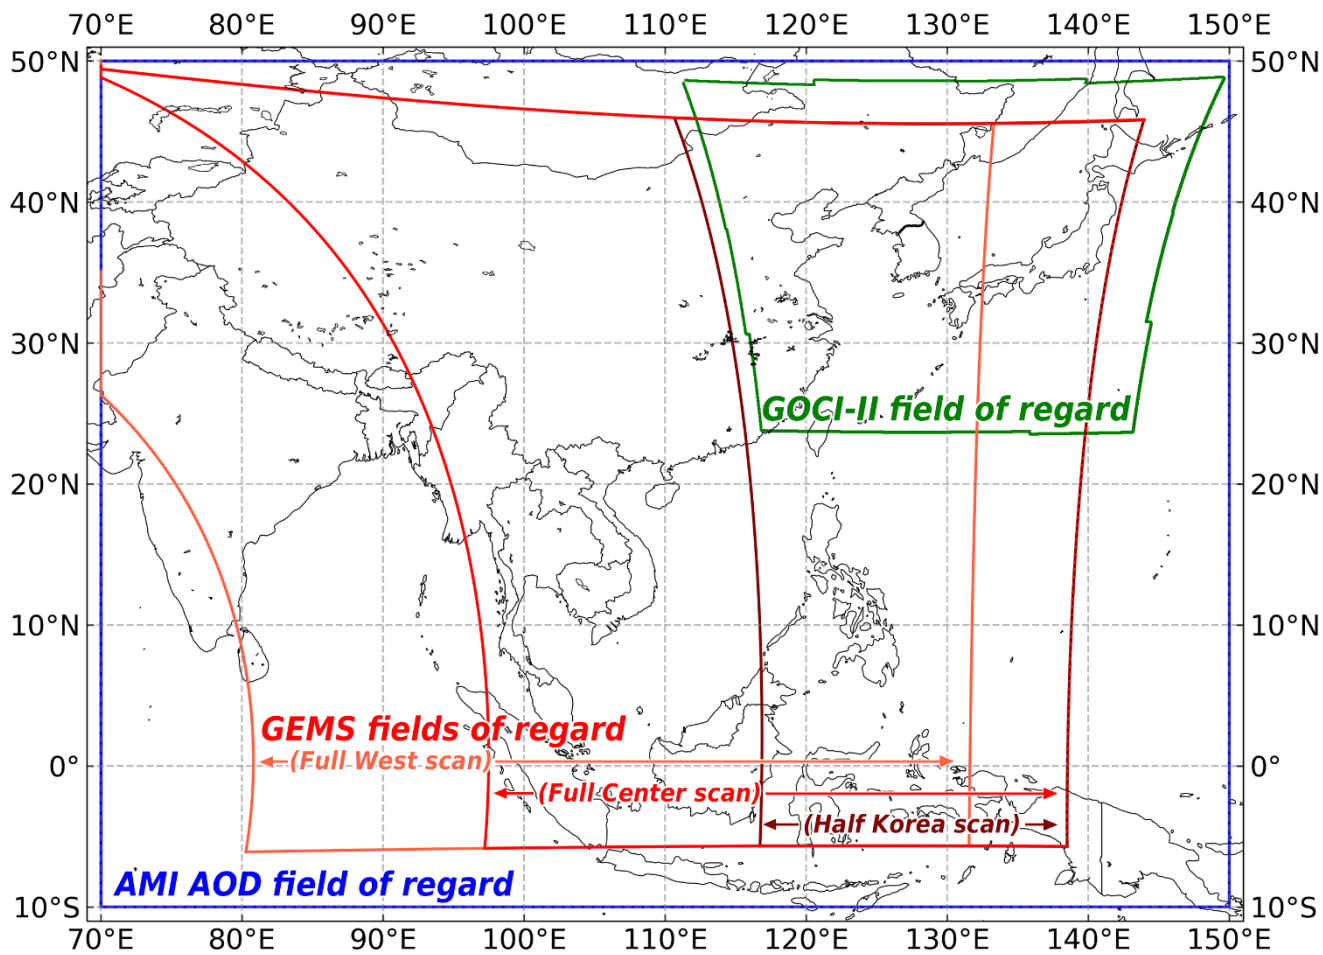 70°E 80°E 90°E 100°E 110°E 120°E 130°E 140°E 150°E
50°N 50°N
40°N 40°N
30°N 30°N
GOCI-II field of regard
20°N 20°N
10°N 10°N
GEMS fields of regard
(Full West scan)
0° 0°
(Full Center scan)
(Half Korea scan)
AMI AOD field of regard
10°S 10°S
70°E 80°E 90°E 100°E 110°E 120°E 130°E 140°E 150°E